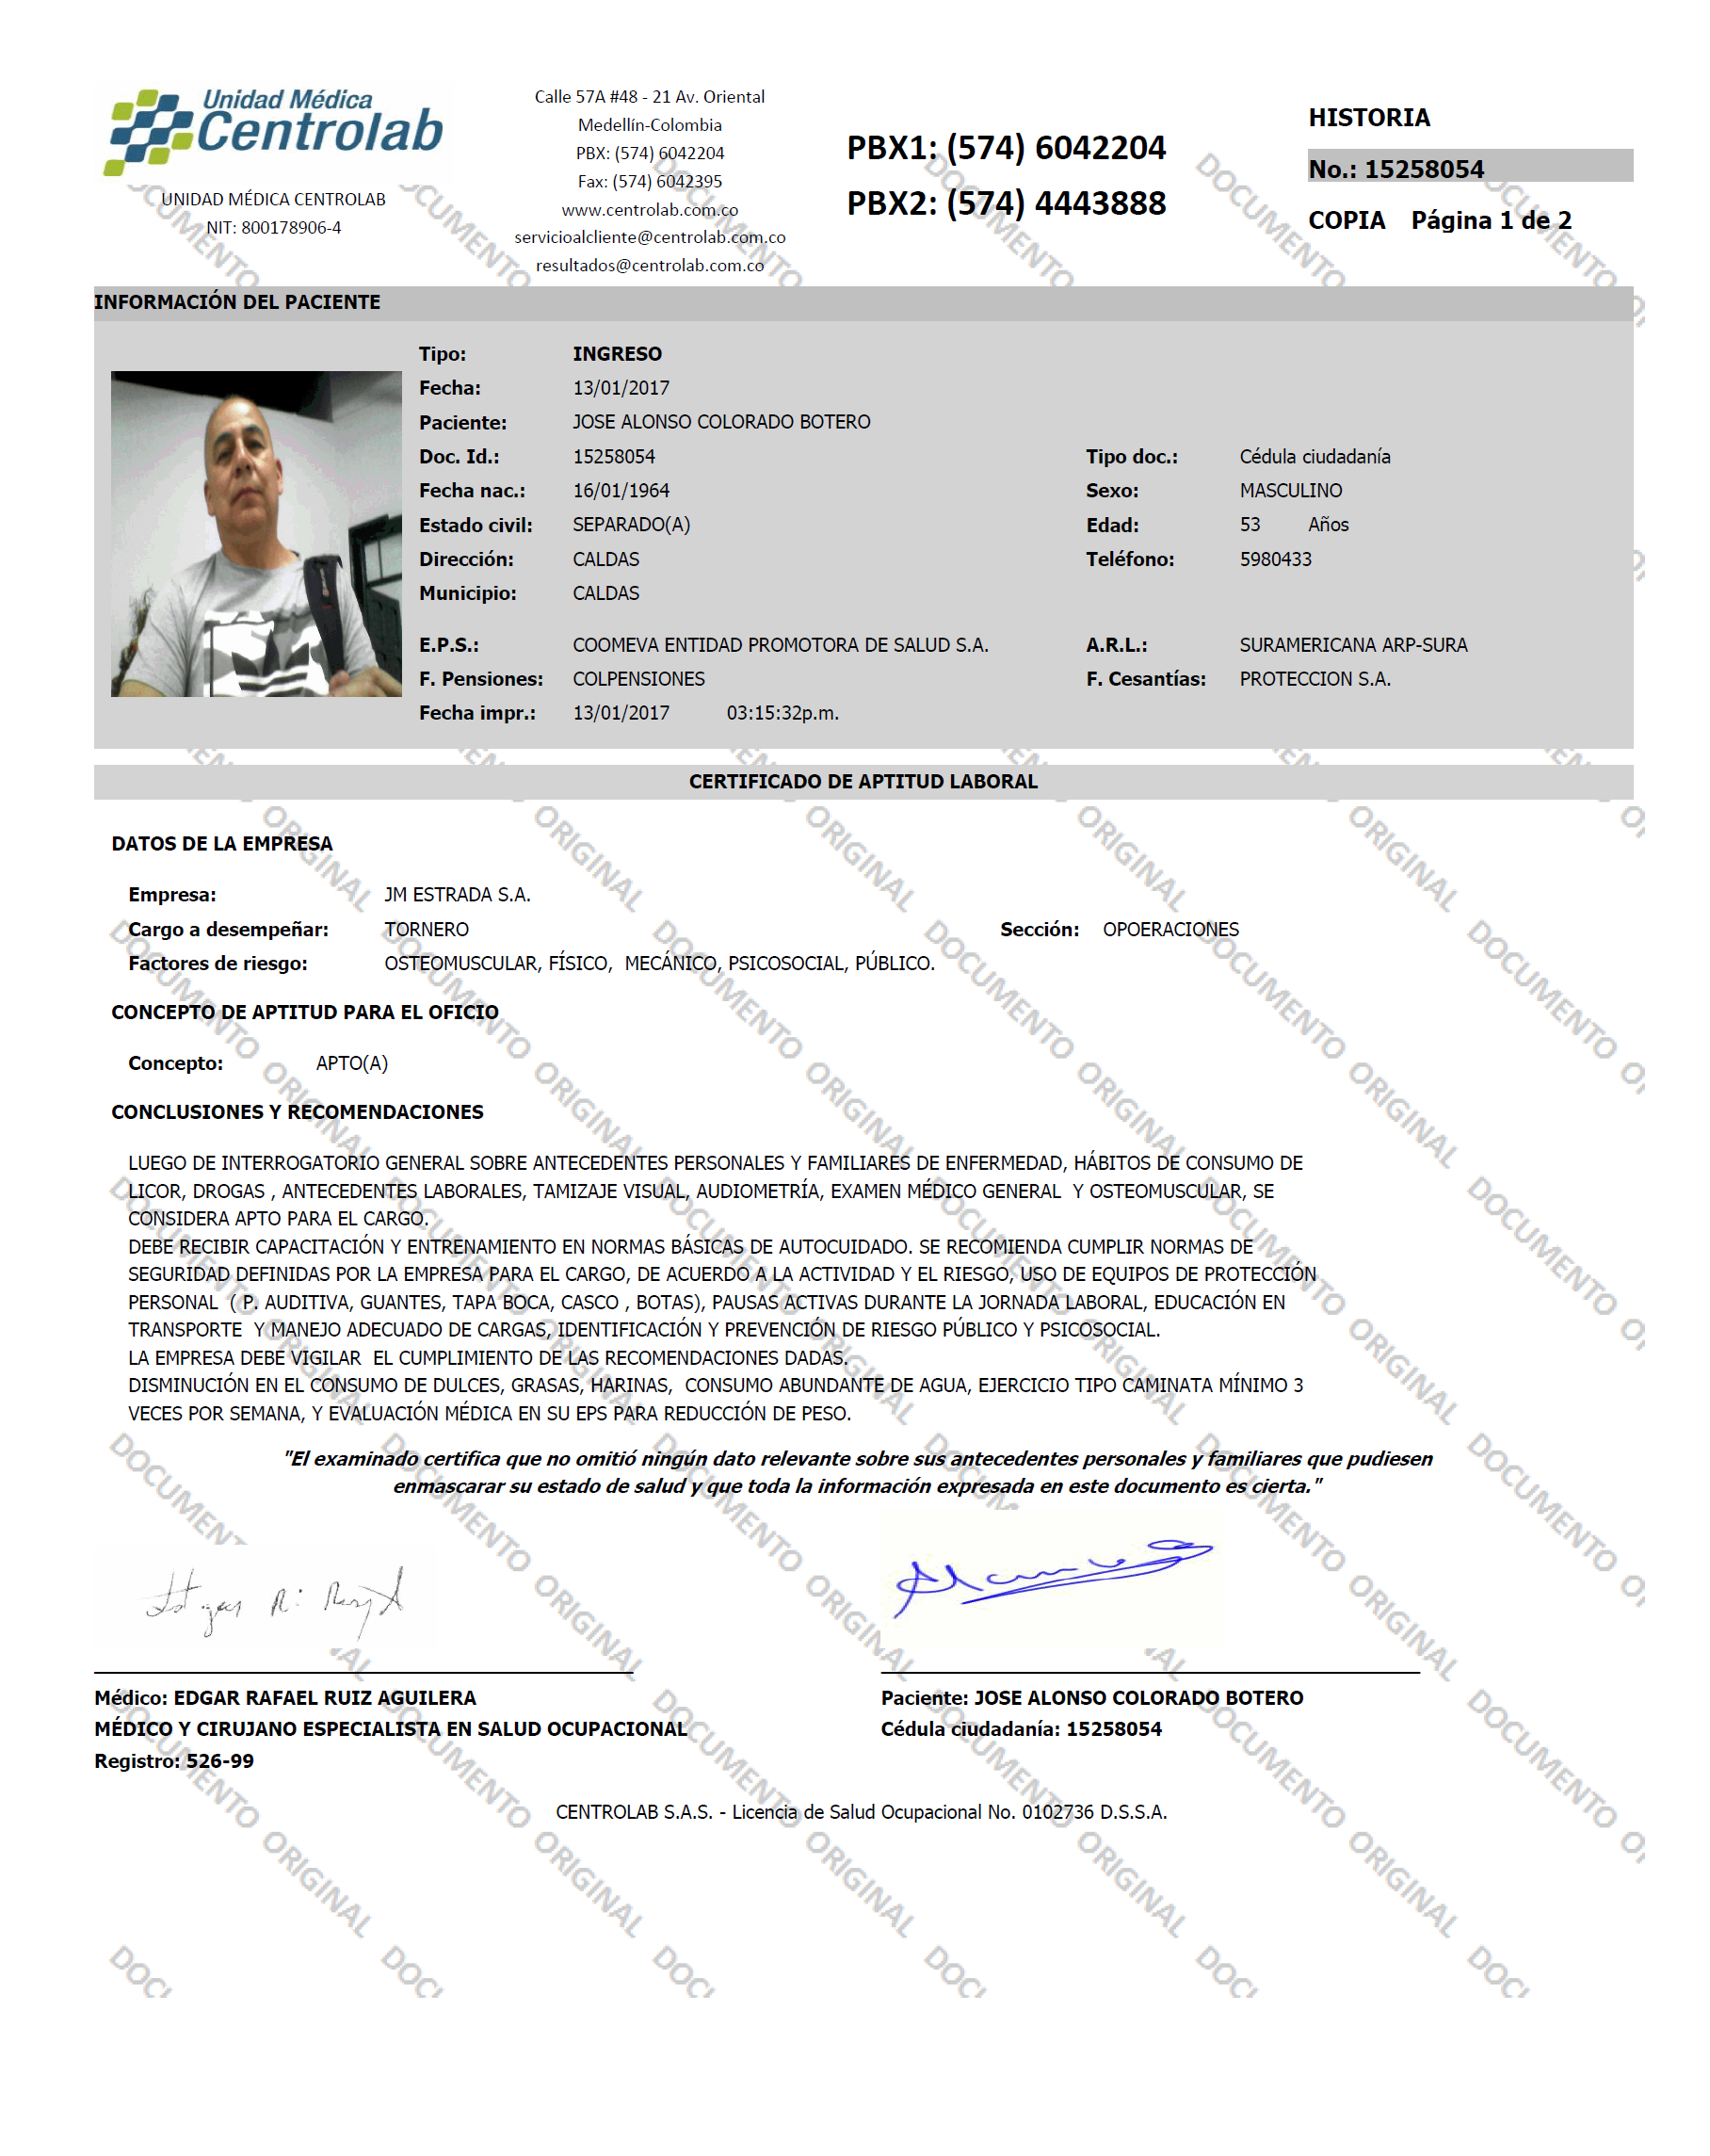 Unidad Médica
Centrolab
UNIDAD MÉDICA CENTROLAB
NIT: 800178906-4
Calle 57A #48 - 21 Av. Oriental
Medellín-Colombia
PBX: (574) 6042204
Fax: (574) 6042395
www.centrolab.com.co
servicioalcliente@centrolab.com.co
resultados@centrolab.com.co
PBX1: (574) 6042204
PBX2: (574) 4443888
HISTORIA
No.: 15258054
COPIA Página 1 de 2
INFORMACIÓN DEL PACIENTE
Tipo: INGRESO
Fecha: 13/01/2017
Paciente: JOSE ALONSO COLORADO BOTERO
Doc. Id.: 15258054 Tipo doc.: Cédula ciudadanía
Fecha nac.: 16/01/1964 Sexo: MASCULINO
Estado civil: SEPARADO(A) Edad: 53 Años
Dirección: CALDAS Teléfono: 5980433
Municipio: CALDAS
E.P.S.: COOMEVA ENTIDAD PROMOTORA DE SALUD S.A. A.R.L.: SURAMERICANA ARP-SURA
F. Pensiones: COLPENSIONES F. Cesantías: PROTECCION S.A.
Fecha impr.: 13/01/2017 03:15:32p.m.
CERTIFICADO DE APTITUD LABORAL
DATOS DE LA EMPRESA
Empresa: JM ESTRADA S.A.
Cargo a desempeñar: TORNERO Sección: OPOERACIONES
Factores de riesgo: OSTEOMUSCULAR, FÍSICO, MECÁNICO, PSICOSOCIAL, PÚBLICO.
CONCEPTO DE APTITUD PARA EL OFICIO
Concepto: APTO(A)
CONCLUSIONES Y RECOMENDACIONES
LUEGO DE INTERROGATORIO GENERAL SOBRE ANTECEDENTES PERSONALES Y FAMILIARES DE ENFERMEDAD, HÁBITOS DE CONSUMO DE
LICOR, DROGAS , ANTECEDENTES LABORALES, TAMIZAJE VISUAL, AUDIOMETRÍA, EXAMEN MÉDICO GENERAL Y OSTEOMUSCULAR, SE
CONSIDERA APTO PARA EL CARGO.
DEBE RECIBIR CAPACITACIÓN Y ENTRENAMIENTO EN NORMAS BÁSICAS DE AUTOCUIDADO. SE RECOMIENDA CUMPLIR NORMAS DE
SEGURIDAD DEFINIDAS POR LA EMPRESA PARA EL CARGO, DE ACUERDO A LA ACTIVIDAD Y EL RIESGO, USO DE EQUIPOS DE PROTECCIÓN
PERSONAL ( P. AUDITIVA, GUANTES, TAPA BOCA, CASCO , BOTAS), PAUSAS ACTIVAS DURANTE LA JORNADA LABORAL, EDUCACIÓN EN
TRANSPORTE Y MANEJO ADECUADO DE CARGAS, IDENTIFICACIÓN Y PREVENCIÓN DE RIESGO PÚBLICO Y PSICOSOCIAL.
LA EMPRESA DEBE VIGILAR EL CUMPLIMIENTO DE LAS RECOMENDACIONES DADAS.
DISMINUCIÓN EN EL CONSUMO DE DULCES, GRASAS, HARINAS, CONSUMO ABUNDANTE DE AGUA, EJERCICIO TIPO CAMINATA MÍNIMO 3
VECES POR SEMANA, Y EVALUACIÓN MÉDICA EN SU EPS PARA REDUCCIÓN DE PESO.
"El examinado certifica que no omitió ningún dato relevante sobre sus antecedentes personales y familiares que pudiesen
enmascarar su estado de salud y que toda la información expresada en este documento es cierta."
Médico: EDGAR RAFAEL RUIZ AGUILERA
MÉDICO Y CIRUJANO ESPECIALISTA EN SALUD OCUPACIONAL
Registro: 526-99
Paciente: JOSE ALONSO COLORADO BOTERO
Cédula ciudadanía: 15258054
CENTROLAB S.A.S. - Licencia de Salud Ocupacional No. 0102736 D.S.S.A.
DOCUMENTO ORIGINAL